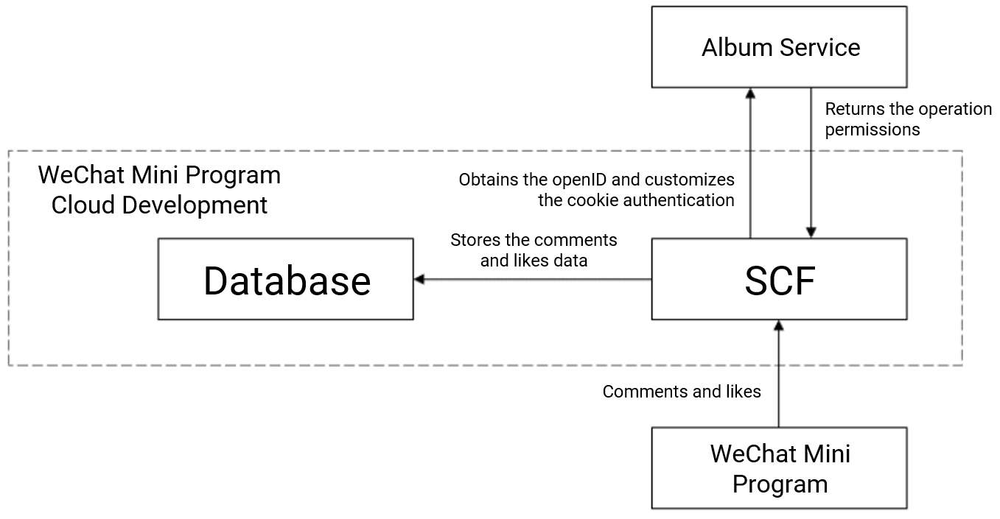 Album Service
Returns the operation
permissions
WeChat Mini Program
Cloud Development
Obtains the openID and customizes
the cookie authentication
Stores the comments
and likes data
Database
SCF
Comments and likes
WeChat Mini
Program